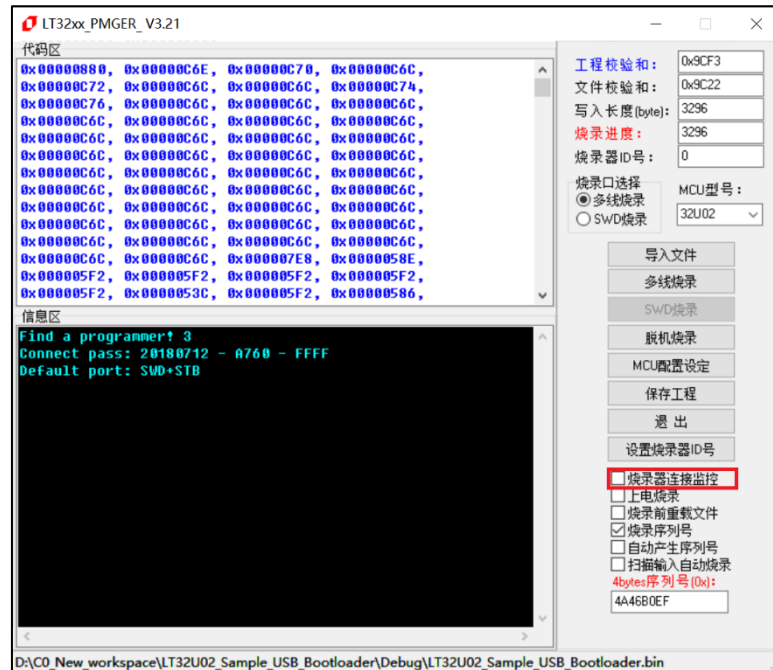 LT32xx_PMGER_V3.21
代码区
0x00000880, 0x00000C6E, 0x00000C70, 0x00000C6C,
0x00000C72, 0x00000C6C, 0x00000C6C, 0x00000C74,
0x00000C76, 0x00000C6C, 0x00000C6C, 0x00000C6C,
0x00000C6C, 0x00000C6C, 0x00000C6C, 0x00000C6C,
0x00000C6C, 0x00000C6C, 0x00000C6C, 0x00000C6C,
0x00000C6C, 0x00000C6C, 0x00000C6C, 0x00000C6C,
0x00000C6C, 0x00000C6C, 0x00000C6C, 0x00000C6C,
0x00000C6C, 0x00000C6C, 0x00000C6C, 0x00000C6C,
0x00000C6C, 0x00000C6C, 0x00000C6C, 0x00000C6C,
0x00000C6C, 0x00000C6C, 0x00000C6C, 0x00000C6C,
0x00000C6C, 0x00000C6C, 0x00000C6C, 0x00000C6C,
0x00000C6C, 0x00000C6C, 0x000007E8, 0x0000058E,
0x000005F2, 0x000005F2, 0x000005F2, 0x000005F2,
0x000005F2, 0x0000053C, 0x000005F2, 0x00000586,
信息区
Find a programmer! 3
Connect pass: 20180712 - A760 - FFFF
Default port: SWD+STB
工程校验和: 0x9CF3
文件校验和: 0x9C22
写入长度(byte): 3296
烧录进度: 3296
烧录器ID号: 0
烧录口选择
多线烧录
SWD烧录
MCU型号:
32U02
导入文件
多线烧录
SWD烧录
脱机烧录
MCU配置设定
保存工程
退 出
设置烧录器ID号
烧录器连接监控
上电烧录
烧录前重载文件
烧录序列号
自动产生序列号
扫描输入自动烧录
4bytes序列号(0x):
4A46B0EF
D:\C0_New_workspace\LT32U02_Sample_USB_Bootloader\Debug\LT32U02_Sample_USB_Bootloader.bin